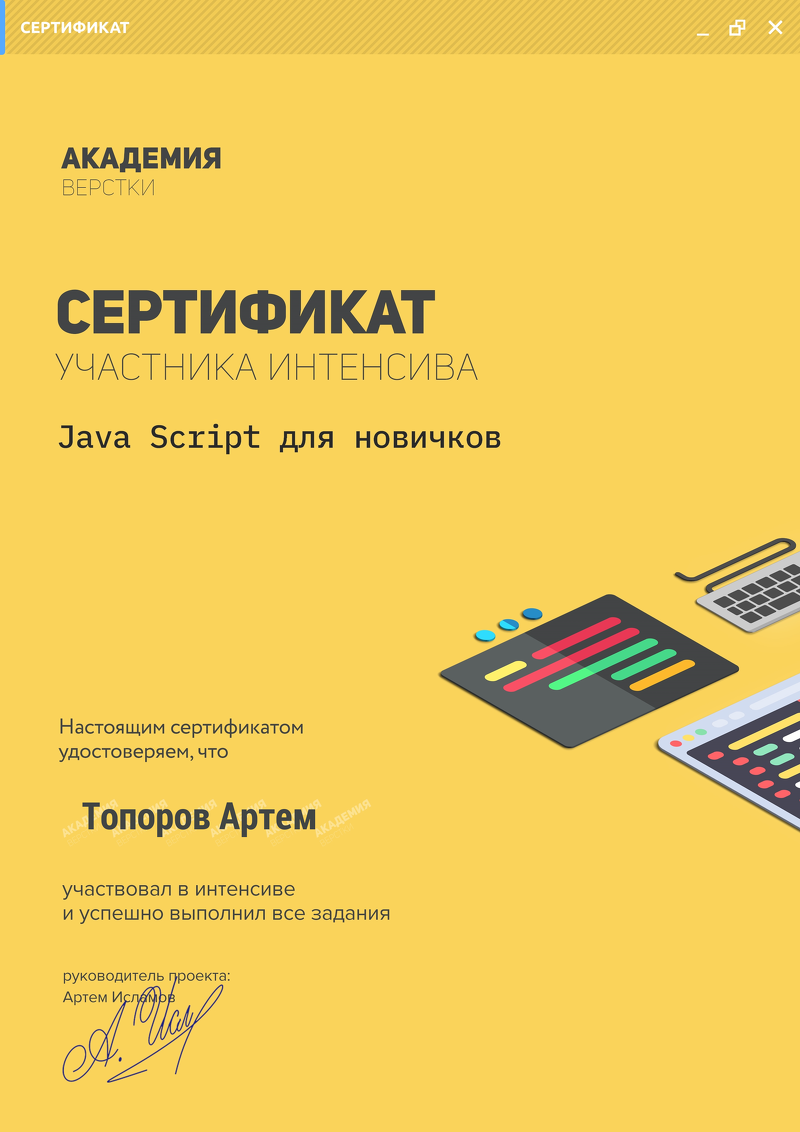 СЕРТИФИКАТ
АКАДЕМИЯ
ВЕРСТКИ
СЕРТИФИКАТ
УЧАСТНИКА ИНТЕНСИВА
Java Script для новичков
Настоящим сертификатом
удостоверяем, что
Топоров Артем
АКАДЕМИЯ
участвовал в интенсиве
и успешно выполнил все задания
руководитель проекта:
Артем Исламов